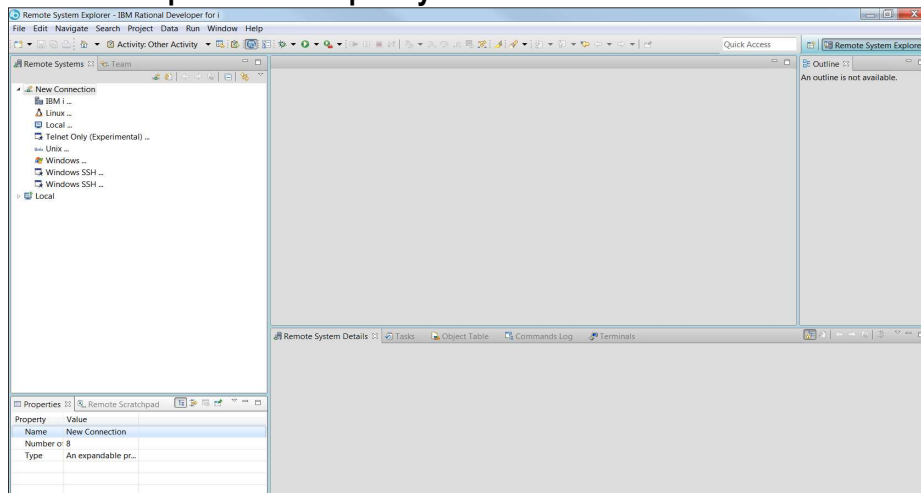 Remote System Explorer - IBM Rational Developer for i
File Edit Navigate Search Project Data Run Window Help
Activity: Other Activity
Quick Access
Remote System Explore
Remote Systems
Team
New Connection
IBM i ...
Linux ...
Local ...
Telnet Only (Experimental) ...
Unix ...
Windows ...
Windows SSH ...
Windows SSH ...
Local
Outline
An outline is not available.
Remote System Details
Tasks
Object Table
Commands Log
Terminals
Properties
Remote Scratchpad
Property Value
Name New Connection
Number of 8
Type An expandable pr...